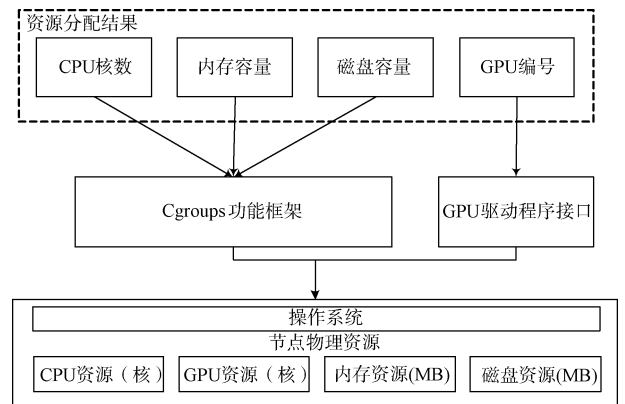 资源分配结果
CPU核数 内存容量 磁盘容量 GPU编号
Cgroups功能框架 GPU驱动程序接口
操作系统
节点物理资源
CPU资源（核） GPU资源（核） 内存资源(MB) 磁盘资源(MB)